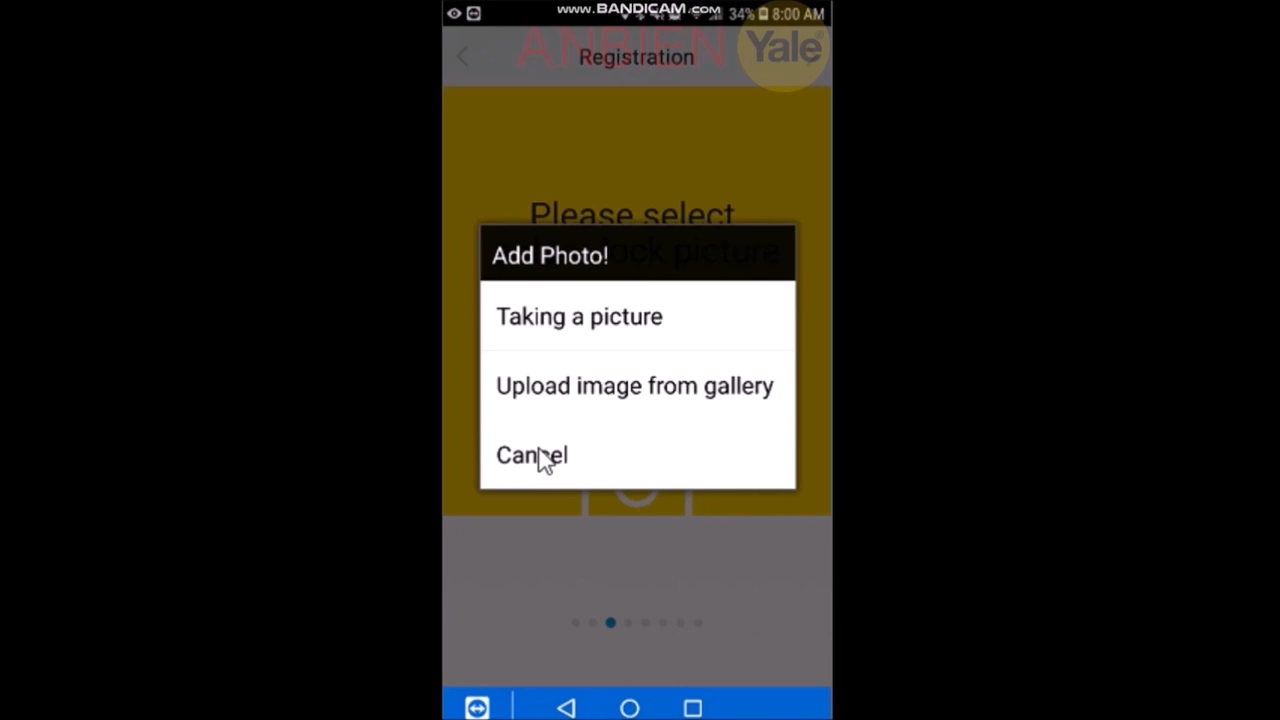 www.BANDICAM.com
34% 8:00 AM
ANBIEN
Registration
Yale
Please select
lock picture
Add Photo!
Taking a picture
Upload image from gallery
Cancel